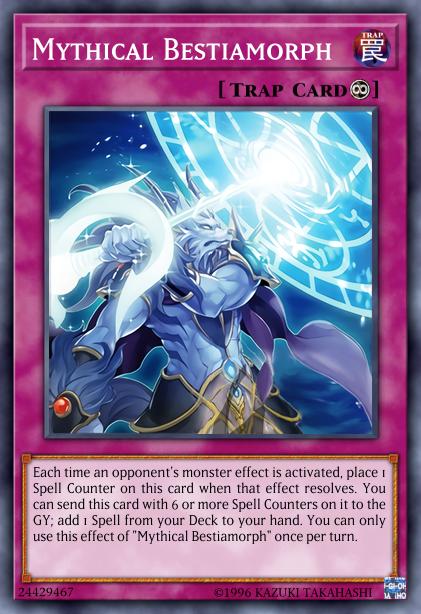 Mythical Bestiamorph
TRAP
罠
[Trap Card]
Each time an opponent's monster effect is activated, place 1
Spell Counter on this card when that effect resolves. You
can send this card with 6 or more Spell Counters on it to the
GY; add 1 Spell from your Deck to your hand. You can only
use this effect of "Mythical Bestiamorph" once per turn.
24429467
©1996 KAZUKI TAKAHASHI